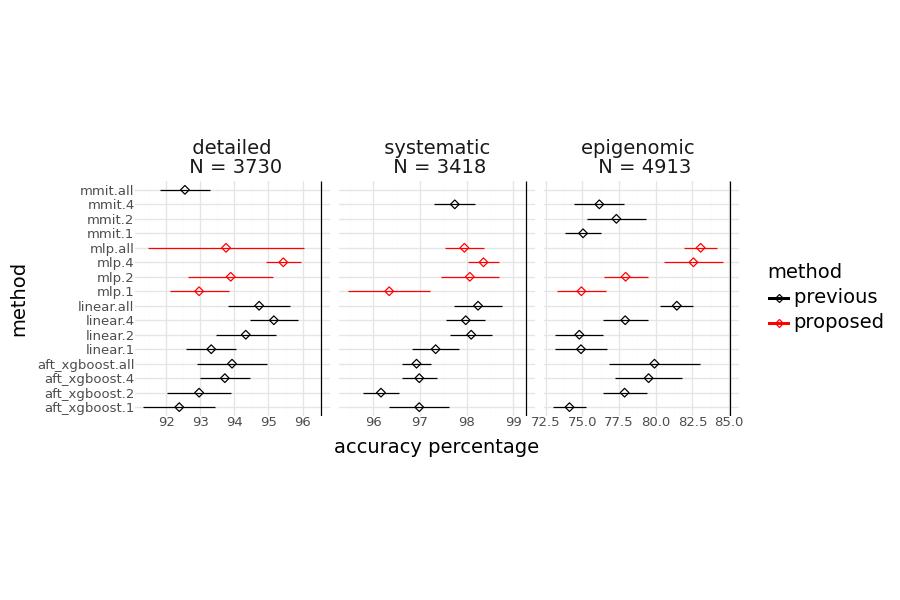 detailed
N = 3730
systematic
N = 3418
epigenomic
N = 4913
method
mmit.all
mmit.4
mmit.2
mmit.1
mlp.all
mlp.4
mlp.2
mlp.1
linear.all
linear.4
linear.2
linear.1
aft_xgboost.all
aft_xgboost.4
aft_xgboost.2
aft_xgboost.1
92 93 94 95 96
96 97 98 99
72.5 75.0 77.5 80.0 82.5 85.0
accuracy percentage
method
previous
proposed